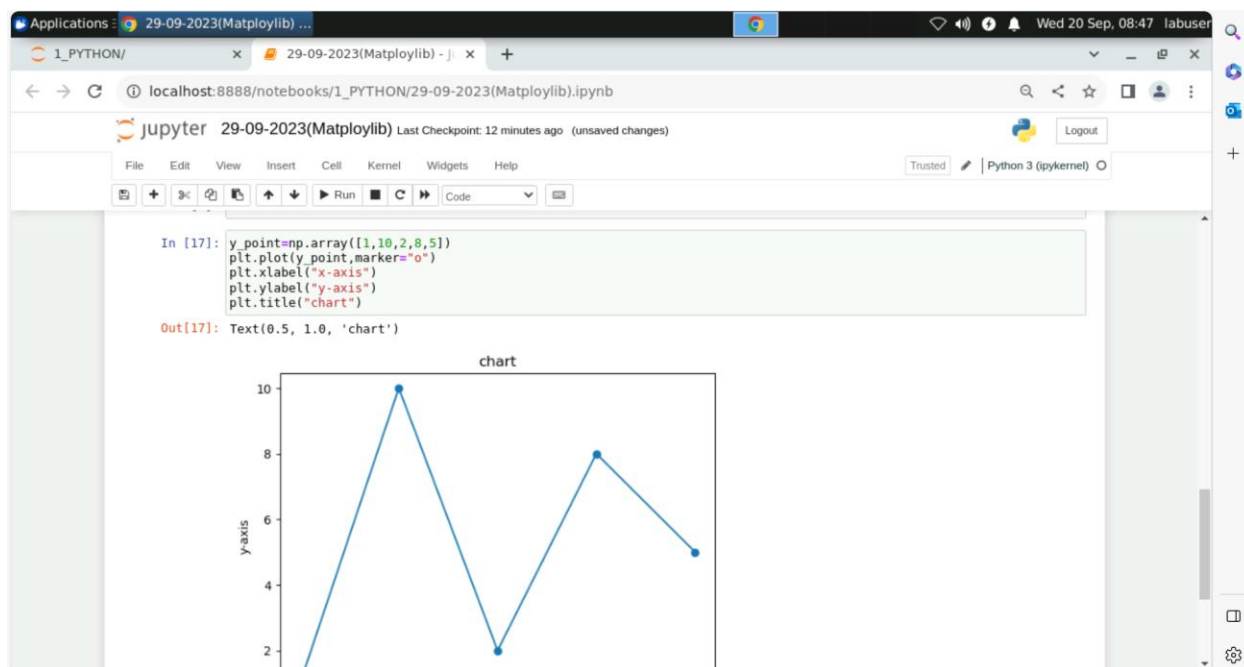 Applications
29-09-2023(Matploylib) ...
Wed 20 Sep, 08:47 labuser
1_PYTHON/
29-09-2023(Matploylib) - J
localhost:8888/notebooks/1_PYTHON/29-09-2023(Matploylib).ipynb
jupyter 29-09-2023(Matploylib) Last Checkpoint: 12 minutes ago (unsaved changes)
Logout
File Edit View Insert Cell Kernel Widgets Help
Trusted Python 3 (ipykernel)
Run Code
In [17]: y_point=np.array([1,10,2,8,5])
plt.plot(y_point,marker="o")
plt.xlabel("x-axis")
plt.ylabel("y-axis")
plt.title("chart")
Out[17]: Text(0.5, 1.0, 'chart')
chart
10
8
6
y-axis
4
2